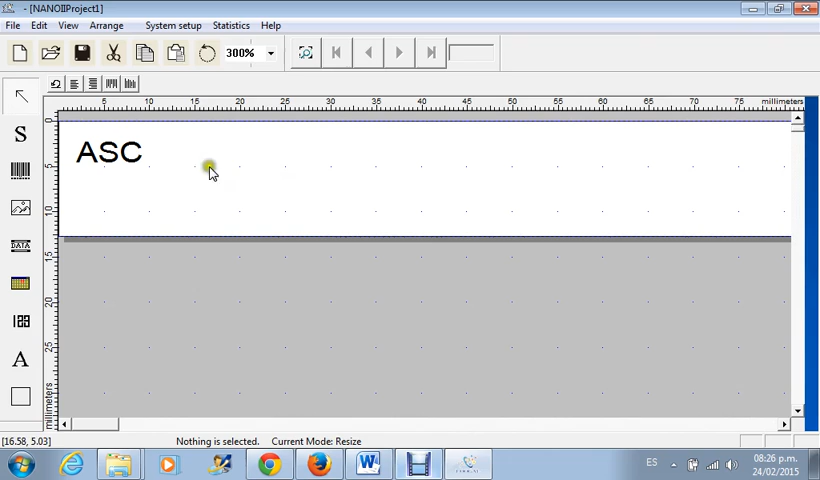 - [NANOIIProject1]
File Edit View Arrange System setup Statistics Help
300%
5 10 15 20 25 30 35 40 45 50 55 60 65 70 75 millimeters
0
5
10
15
20
25
millimeters
ASC
S
DATA
123
A
[16.58, 5.03] Nothing is selected. Current Mode: Resize
ES 08:26 p.m.
24/02/2015